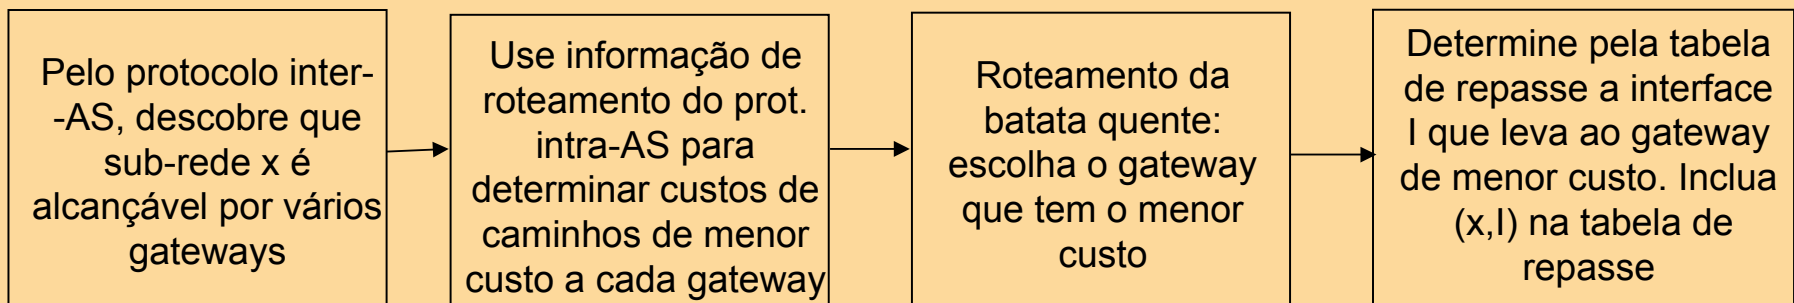 Pelo protocolo inter-
-AS, descobre que
sub-rede x é
alcançável por vários
gateways
Use informação de
roteamento do prot.
intra-AS para
determinar custos de
caminhos de menor
custo a cada gateway
Roteamento da
batata quente:
escolha o gateway
que tem o menor
custo
Determine pela tabela
de repasse a interface
I que leva ao gateway
de menor custo. Inclua
(x,I) na tabela de
repasse